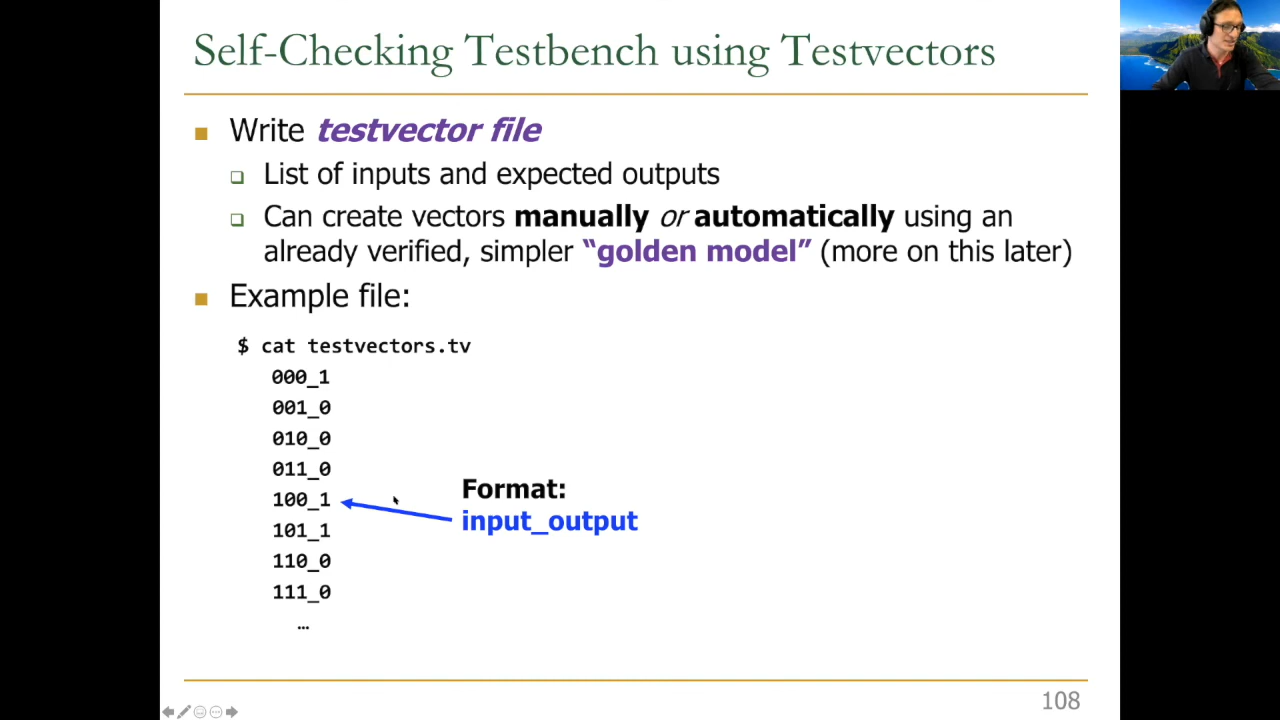 Self-Checking Testbench using Testvectors
Write testvector file
List of inputs and expected outputs
Can create vectors manually or automatically using an
already verified, simpler “golden model” (more on this later)
Example file:
$ cat testvectors.tv
000_1
001_0
010_0
011_0
100_1
101_1
110_0
111_0
…
Format:
input_output
108